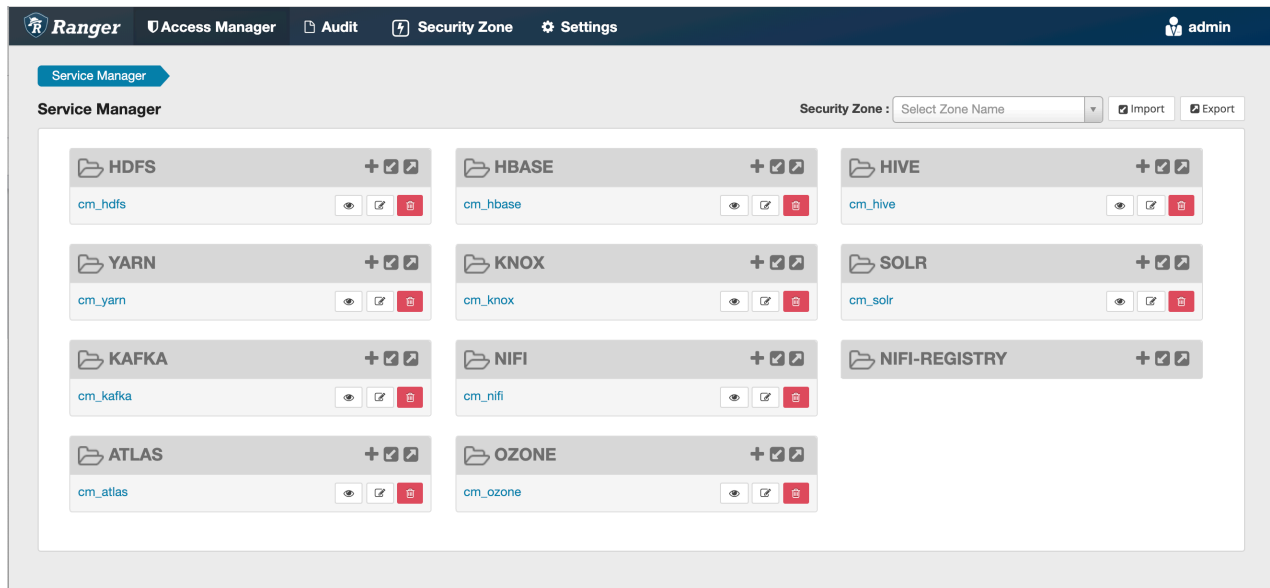 Ranger Access Manager Audit Security Zone Settings admin
Service Manager
Service Manager Security Zone : Select Zone Name Import Export
HDFS HBASE HIVE
cm_hdfs cm_hbase cm_hive
YARN KNOX SOLR
cm_yarn cm_knox cm_solr
KAFKA NIFI NIFI-REGISTRY
cm_kafka cm_nifi
ATLAS OZONE
cm_atlas cm_ozone